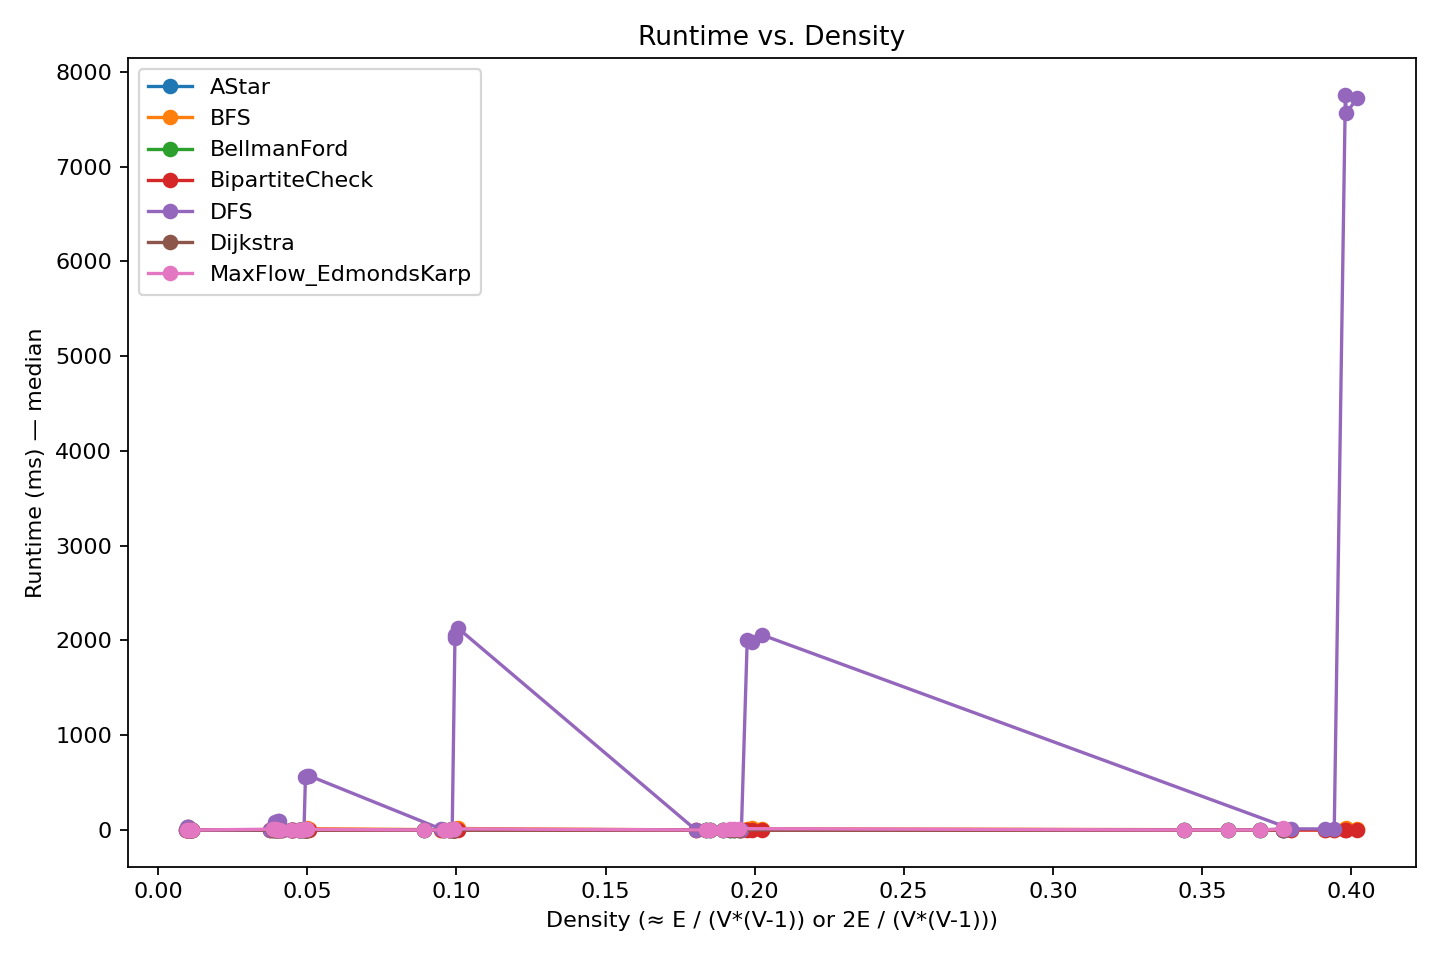 Runtime vs. Density
8000
7000
6000
5000
4000
3000
2000
1000
0
Runtime (ms) — median
AStar
BFS
BellmanFord
BipartiteCheck
DFS
Dijkstra
MaxFlow_EdmondsKarp
0.00 0.05 0.10 0.15 0.20 0.25 0.30 0.35 0.40
Density (≈ E / (V*(V-1)) or 2E / (V*(V-1)))